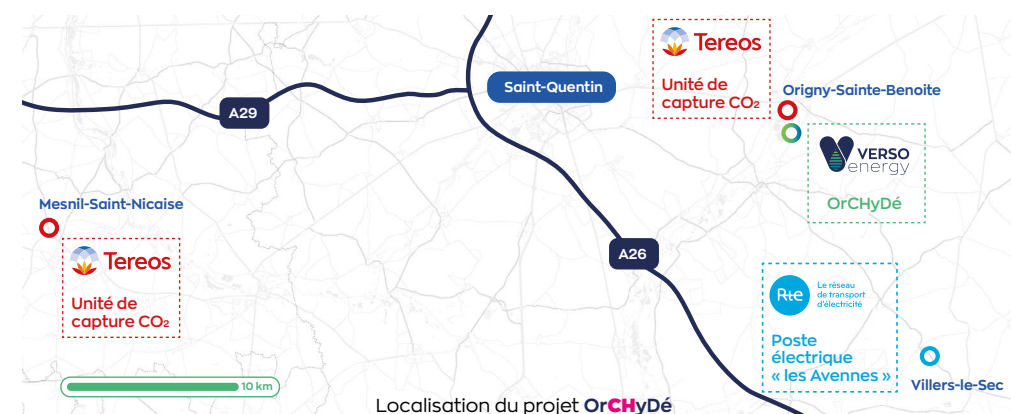 Tereos
Unité de
capture CO₂
Origny-Sainte-Benoite
Saint-Quentin
A29
VERSO
energy
OrCHyDé
Mesnil-Saint-Nicaise
Tereos
Unité de
capture CO₂
A26
Rte
Le réseau
de transport
d'électricité
Poste
électrique
« les Avennes »
Villers-le-Sec
10 km
Localisation du projet OrCHyDé